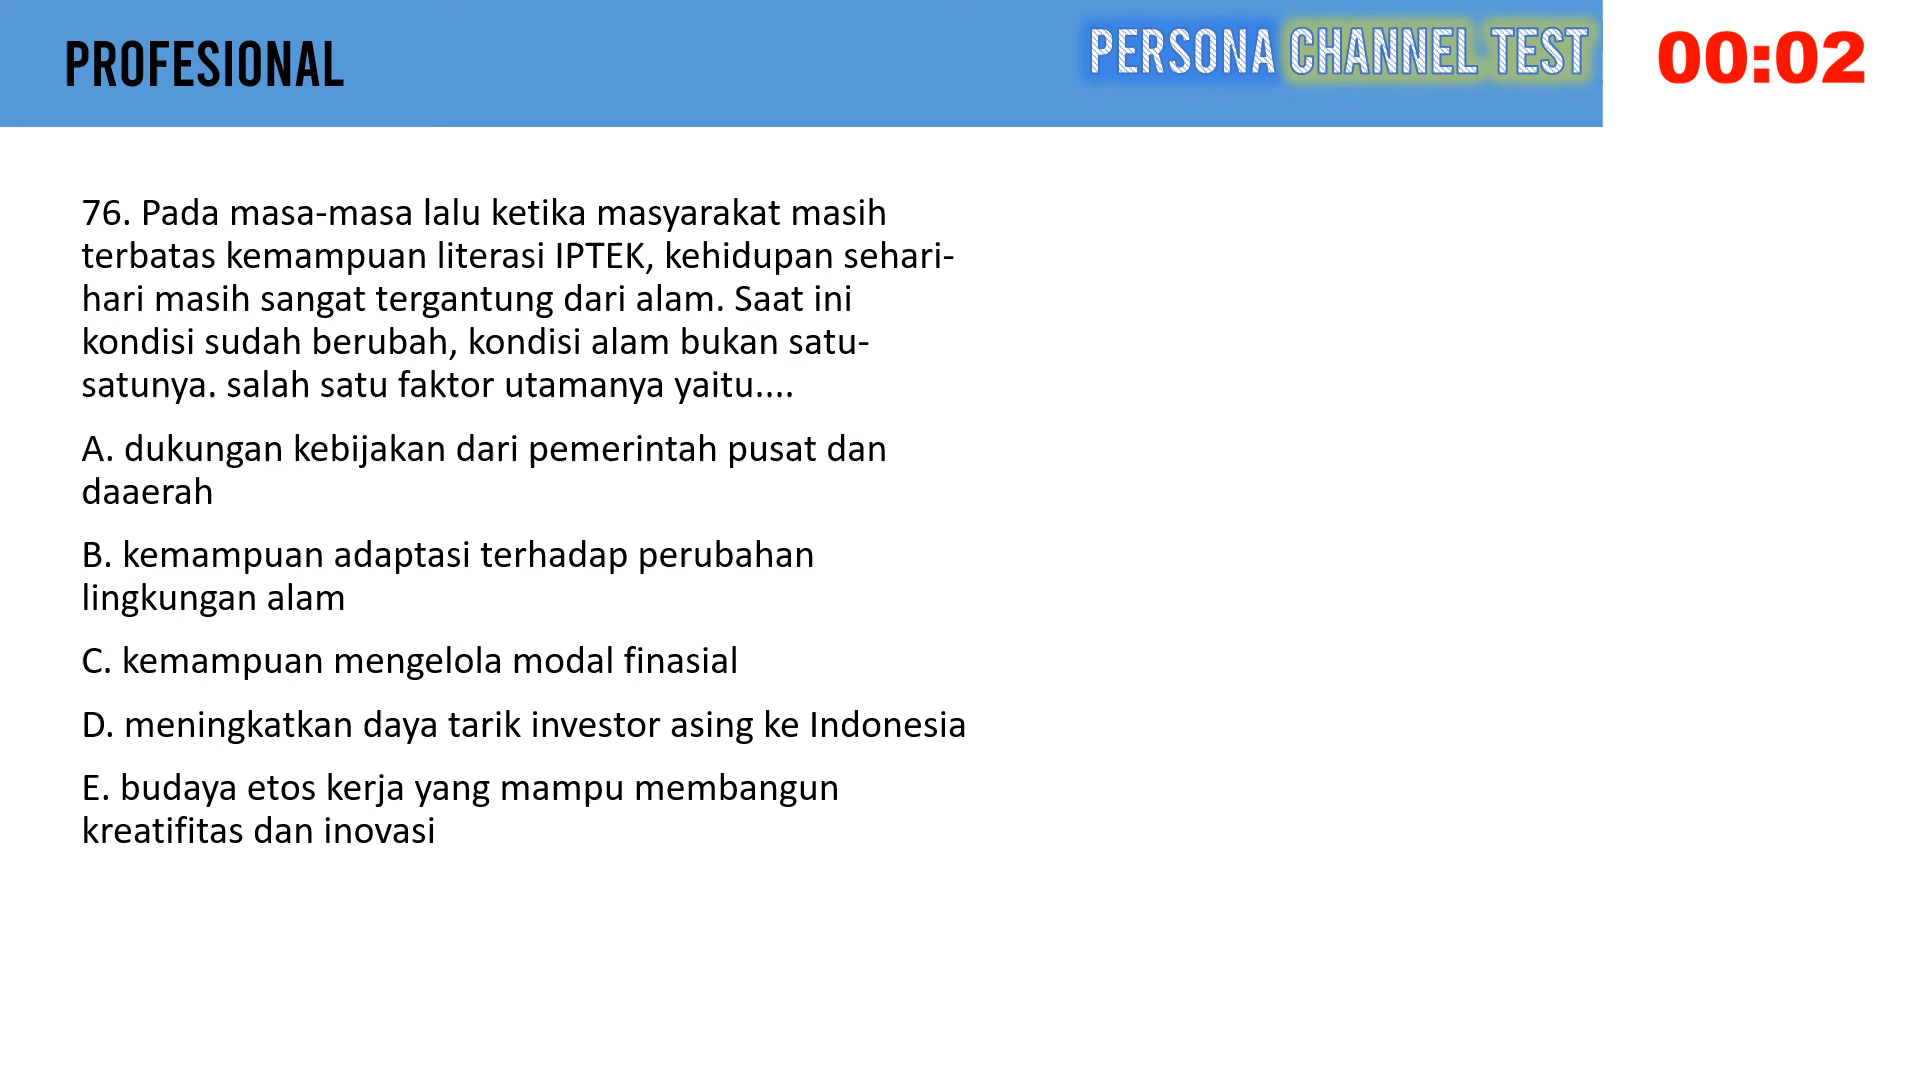 PROFESIONAL
PERSONA CHANNEL TEST
00:02
76. Pada masa-masa lalu ketika masyarakat masih
terbatas kemampuan literasi IPTEK, kehidupan sehari-
hari masih sangat tergantung dari alam. Saat ini
kondisi sudah berubah, kondisi alam bukan satu-
satunya. salah satu faktor utamanya yaitu....
A. dukungan kebijakan dari pemerintah pusat dan
daaerah
B. kemampuan adaptasi terhadap perubahan
lingkungan alam
C. kemampuan mengelola modal finasial
D. meningkatkan daya tarik investor asing ke Indonesia
E. budaya etos kerja yang mampu membangun
kreatifitas dan inovasi